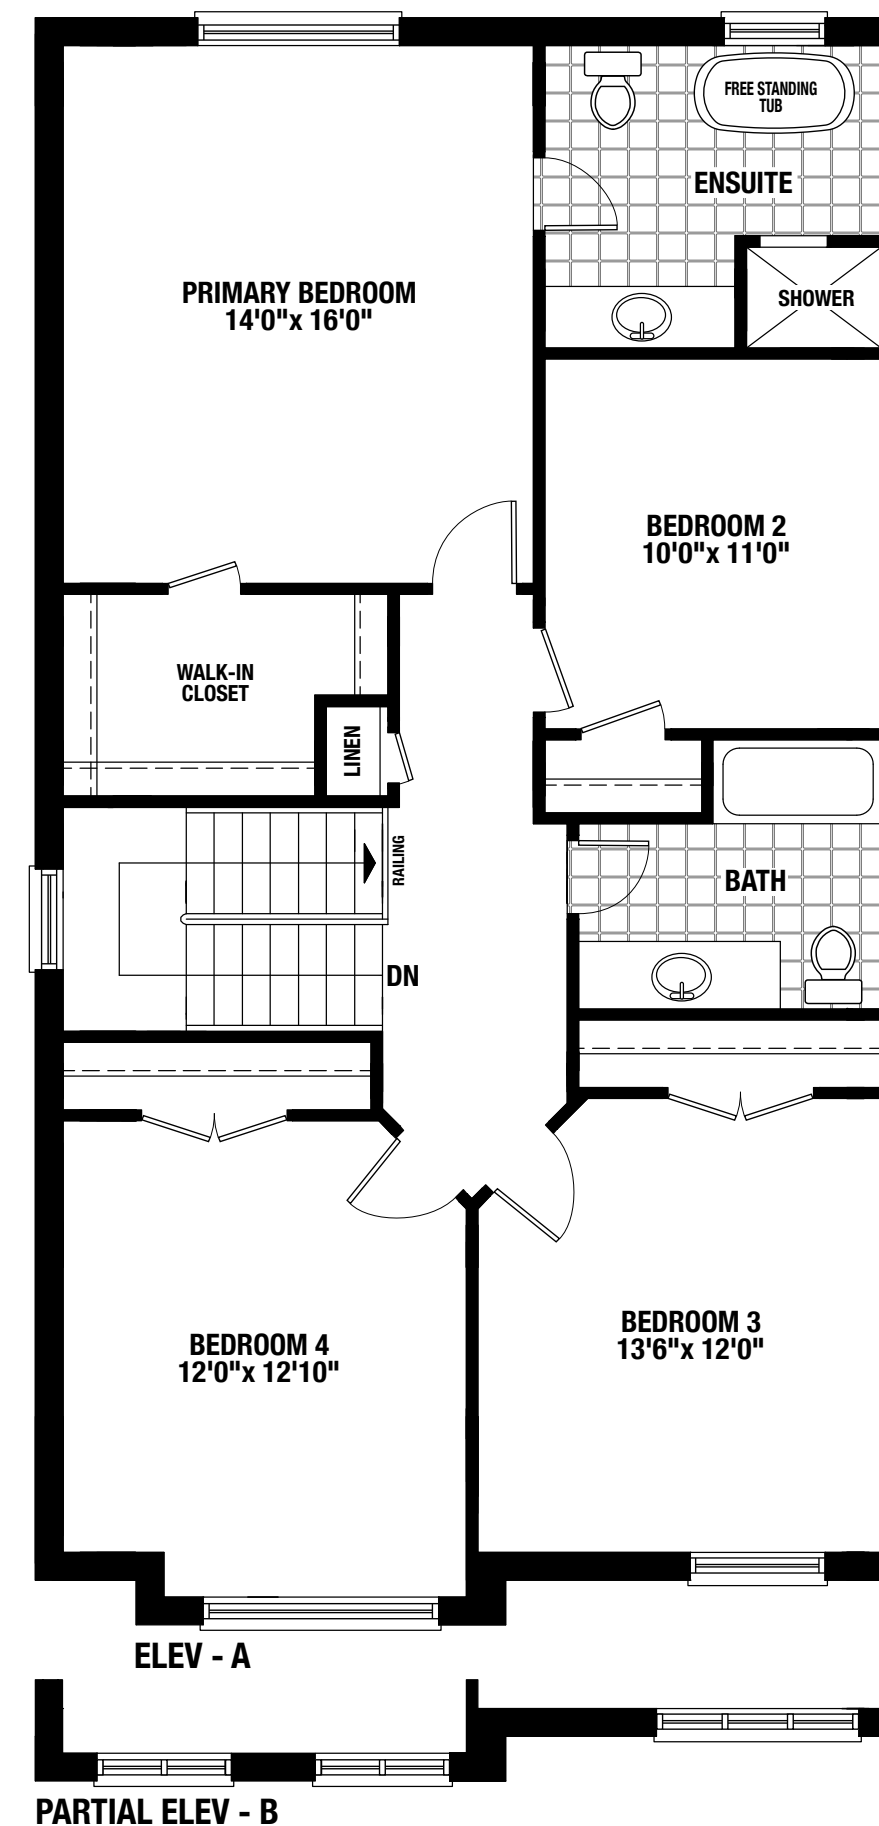 FREE STANDING
TUB
ENSUITE
PRIMARY BEDROOM
14'0"x 16'0"
SHOWER
BEDROOM 2
10'0"x 11'0"
WALK-IN
CLOSET
LINEN
RAILING
BATH
DN
BEDROOM 3
13'6"x 12'0"
BEDROOM 4
12'0"x 12'10"
ELEV - A
PARTIAL ELEV - B